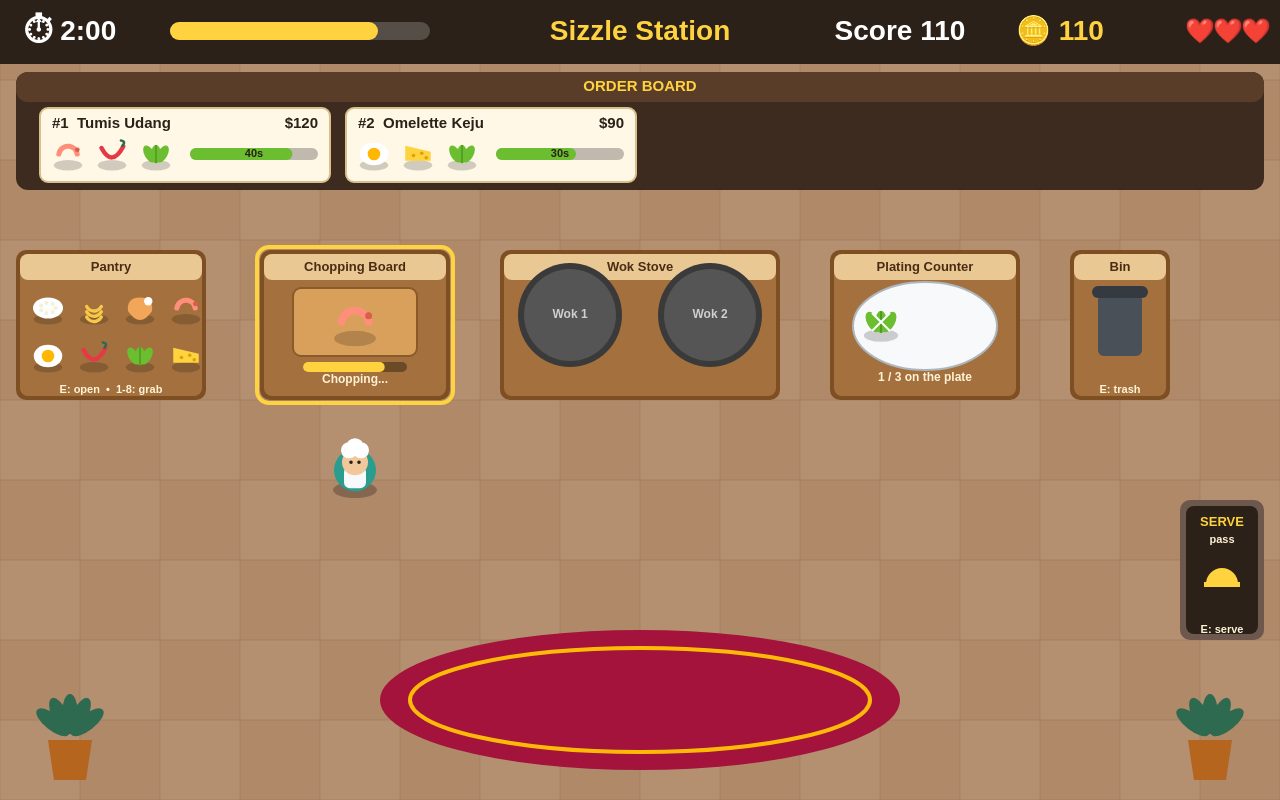 2:00
Sizzle Station
Score 110
110
ORDER BOARD
#1 Tumis Udang $120
40s
#2 Omelette Keju $90
30s
Pantry
E: open • 1-8: grab
Chopping Board
Chopping...
Wok Stove
Wok 1
Wok 2
Plating Counter
1 / 3 on the plate
Bin
E: trash
SERVE
pass
E: serve